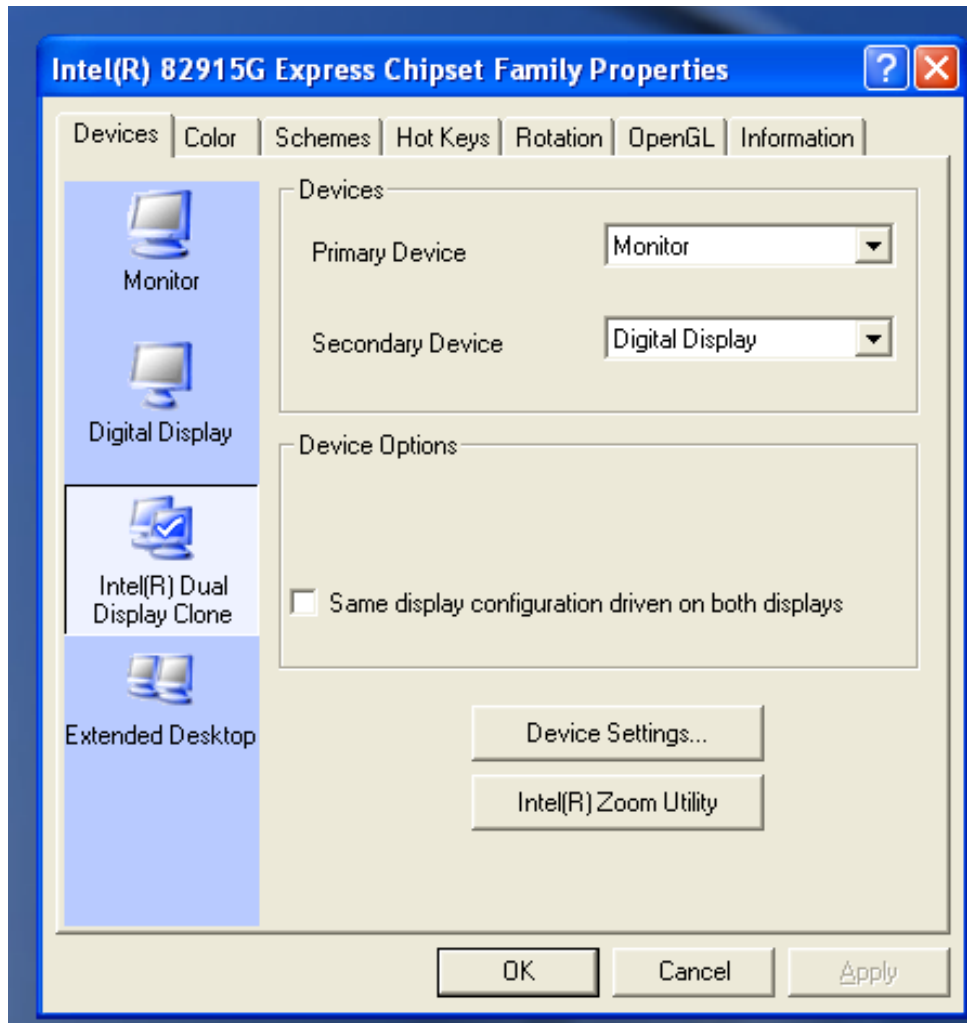 Intel(R) 82915G Express Chipset Family Properties
Devices Color Schemes Hot Keys Rotation OpenGL Information
Monitor
Digital Display
Intel(R) Dual
Display Clone
Extended Desktop
Devices
Primary Device Monitor
Secondary Device Digital Display
Device Options
Same display configuration driven on both displays
Device Settings...
Intel(R) Zoom Utility
OK Cancel Apply